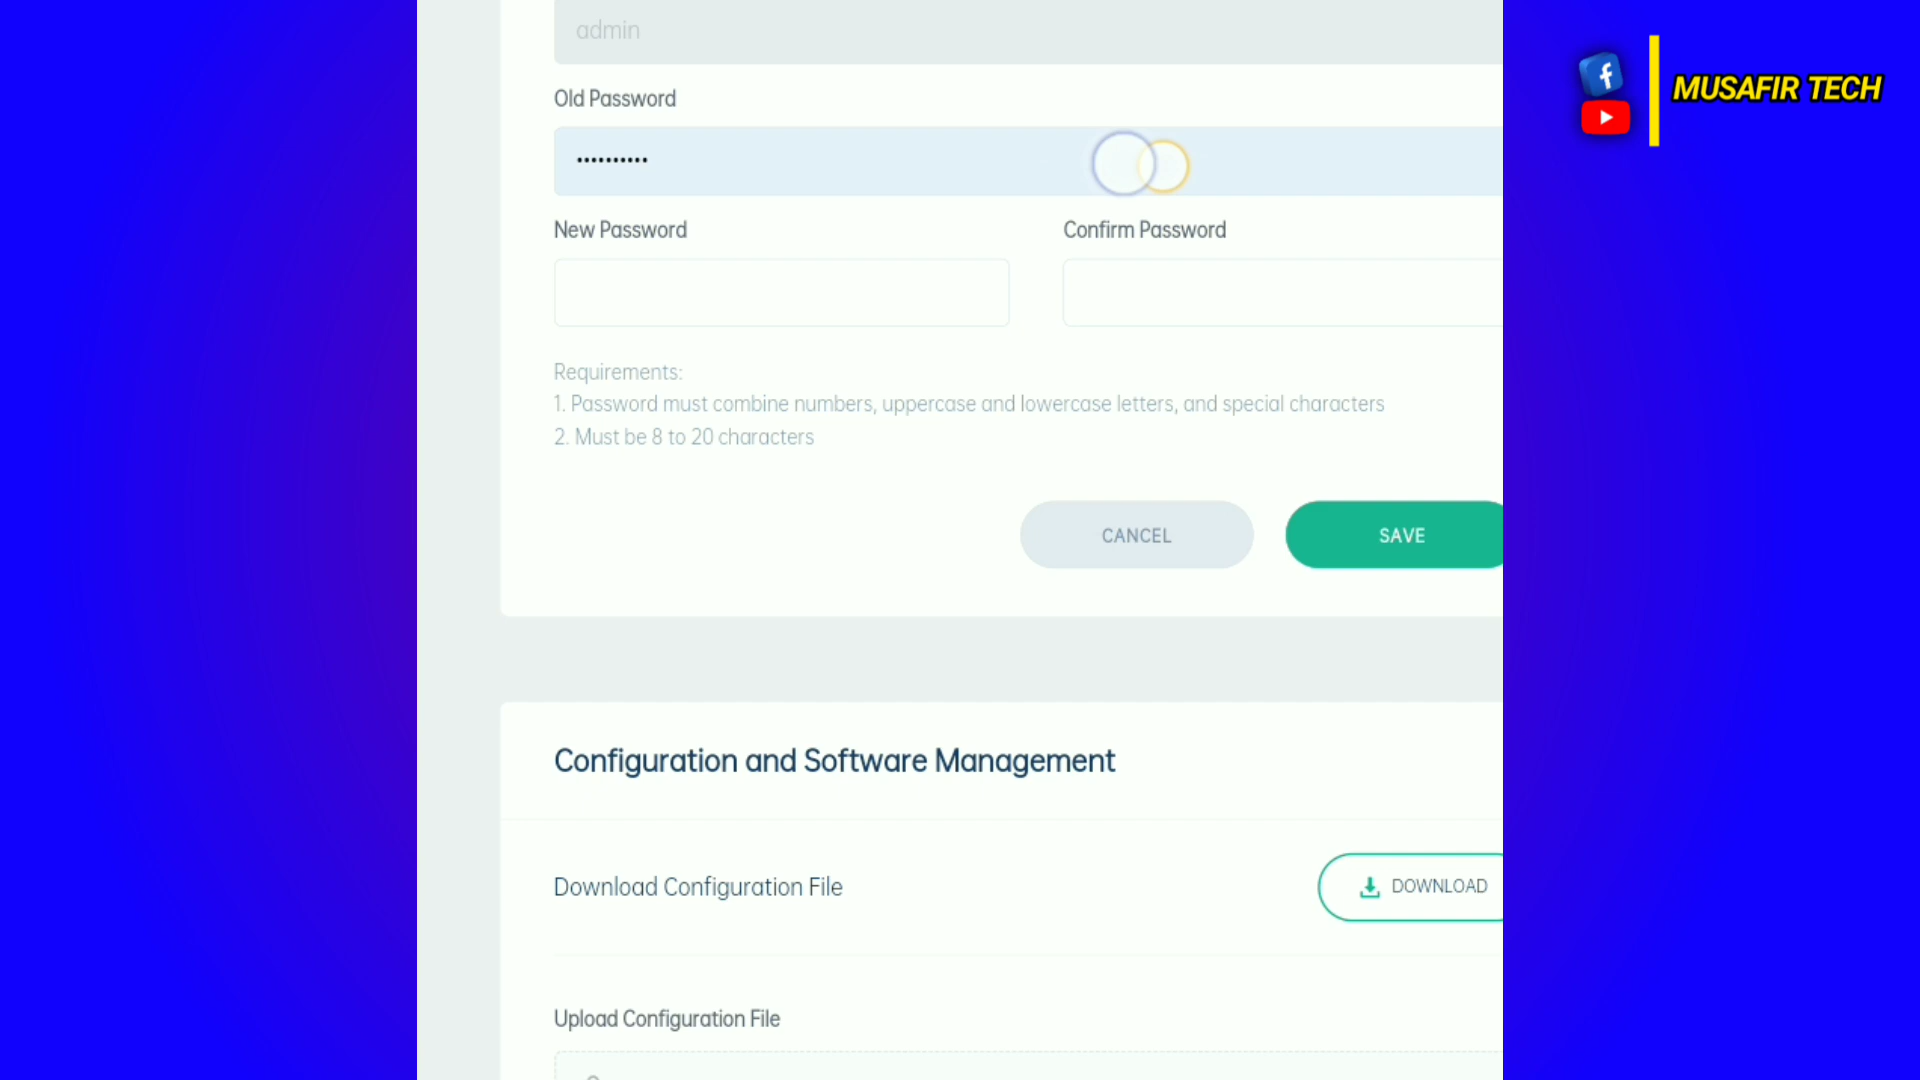 admin
MUSAFIR TECH
Old Password
••••••••••
New Password
Confirm Password
Requirements:
1. Password must combine numbers, uppercase and lowercase letters, and special characters
2. Must be 8 to 20 characters
CANCEL
SAVE
Configuration and Software Management
Download Configuration File
DOWNLOAD
Upload Configuration File